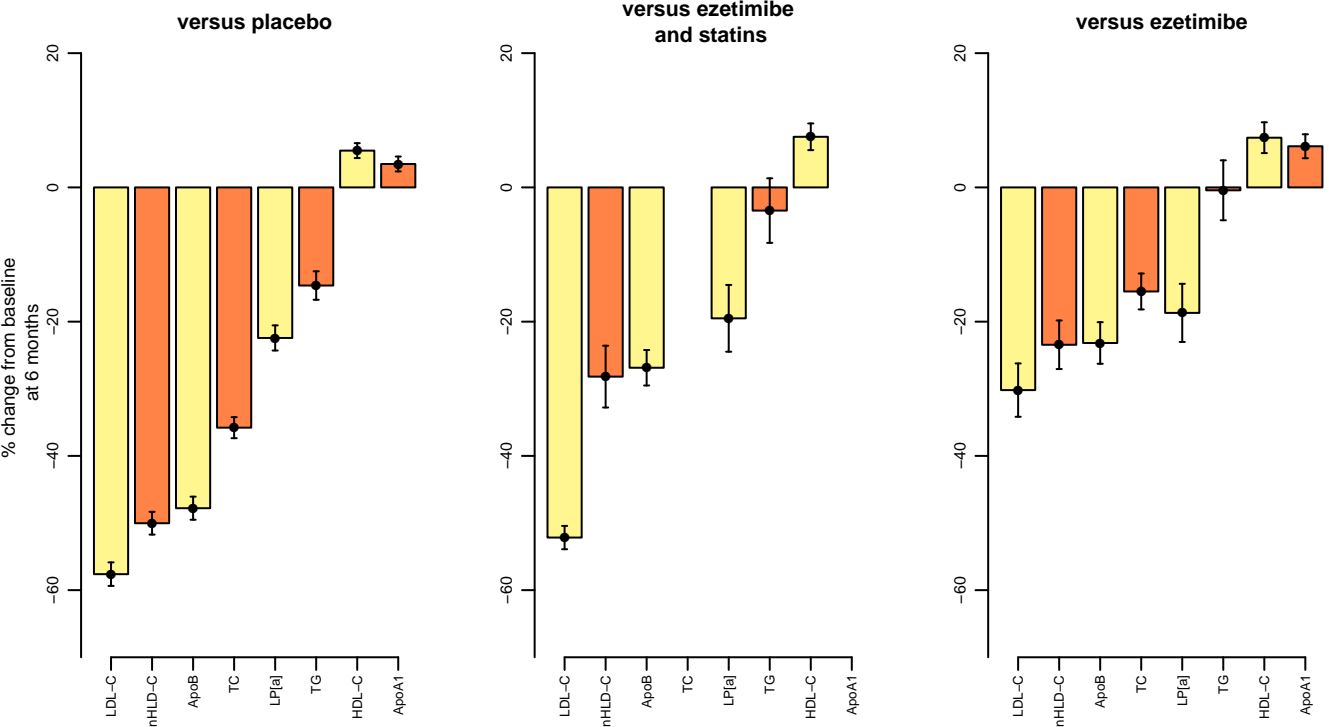 versus placebo
versus ezetimibe
and statins
versus ezetimibe
% change from baseline
at 6 months
20
0
−20
−40
−60
LDL−C
nHLD−C
ApoB
TC
LP[a]
TG
HDL−C
ApoA1
20
0
−20
−40
−60
LDL−C
nHLD−C
ApoB
TC
LP[a]
TG
HDL−C
ApoA1
20
0
−20
−40
−60
LDL−C
nHLD−C
ApoB
TC
LP[a]
TG
HDL−C
ApoA1